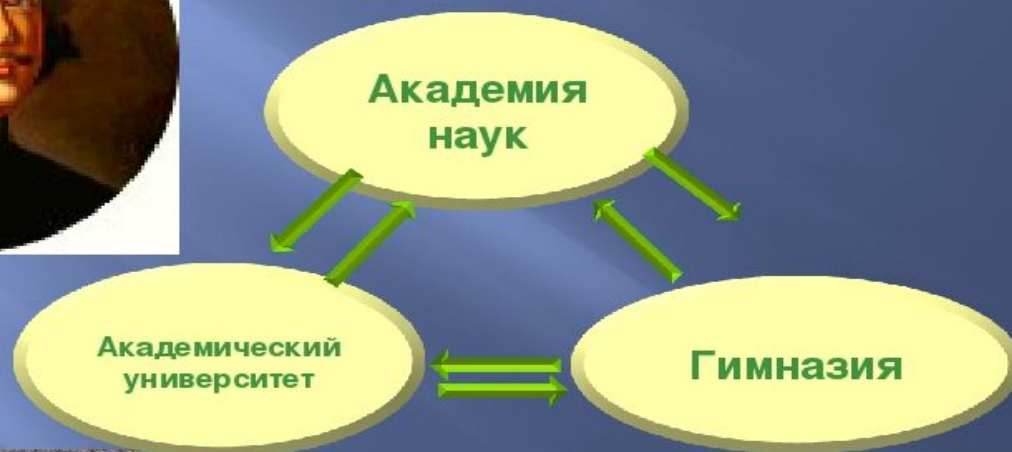 Академия
наук
Академический
университет
Гимназия